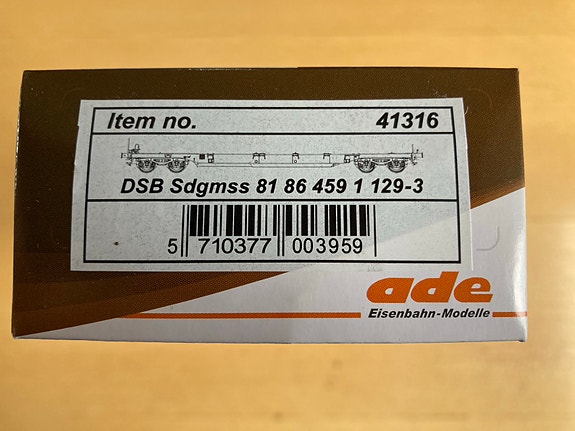 Item no. 41316
DSB Sdgmss 81 86 459 1 129-3
5 710377 003959
ade
Eisenbahn-Modelle